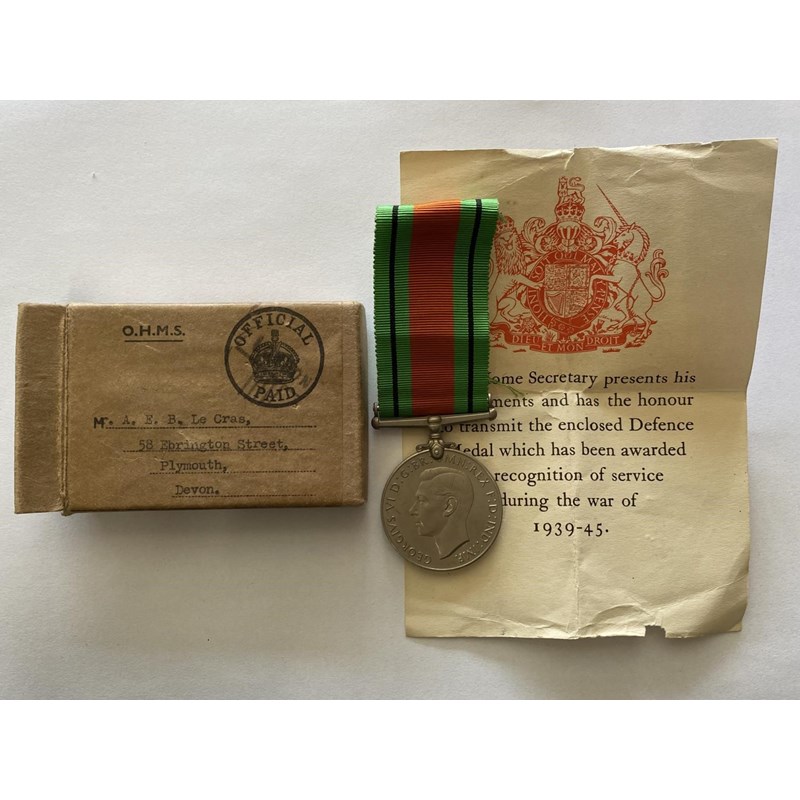 O.H.M.S.
OFFICIAL
PAID
Mr. A. E. B. Le Cras,
58 Ebrington Street,
Plymouth,
Devon.
GEORGIVS VI D:G:BR:OMN:REX F:D:IND:IMP.
DIEU ET MON DROIT
ome Secretary presents his
ments and has the honour
to transmit the enclosed Defence
Medal which has been awarded
recognition of service
during the war of
1939-45.